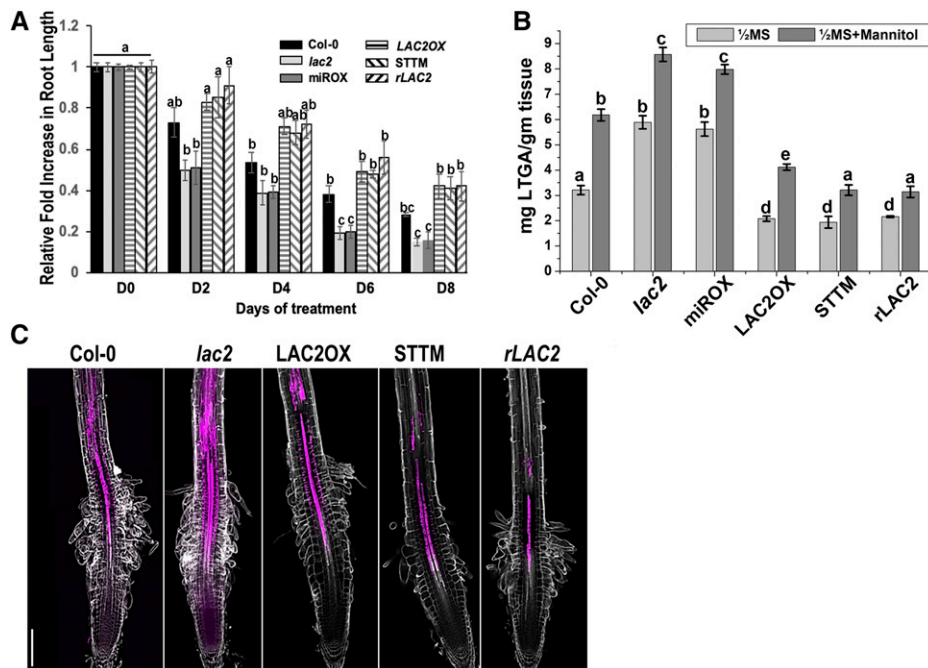 A
Relative Fold Increase in Root Length
1.2
1
0.8
0.6
0.4
0.2
0
Col-0
lac2
miROX
LAC2OX
STTM
rLAC2
a
ab b b a a a
b b b ab ab ab
b c c b b b
bc c c b b b
D0 D2 D4 D6 D8
Days of treatment
B
mg LTGA/gm tissue
9
8
7
6
5
4
3
2
1
0
½MS ½MS+Mannitol
a b b c b c d e d a d a
Col-0 lac2 miROX LAC2OX STTM rLAC2
C
Col-0 lac2 LAC2OX STTM rLAC2